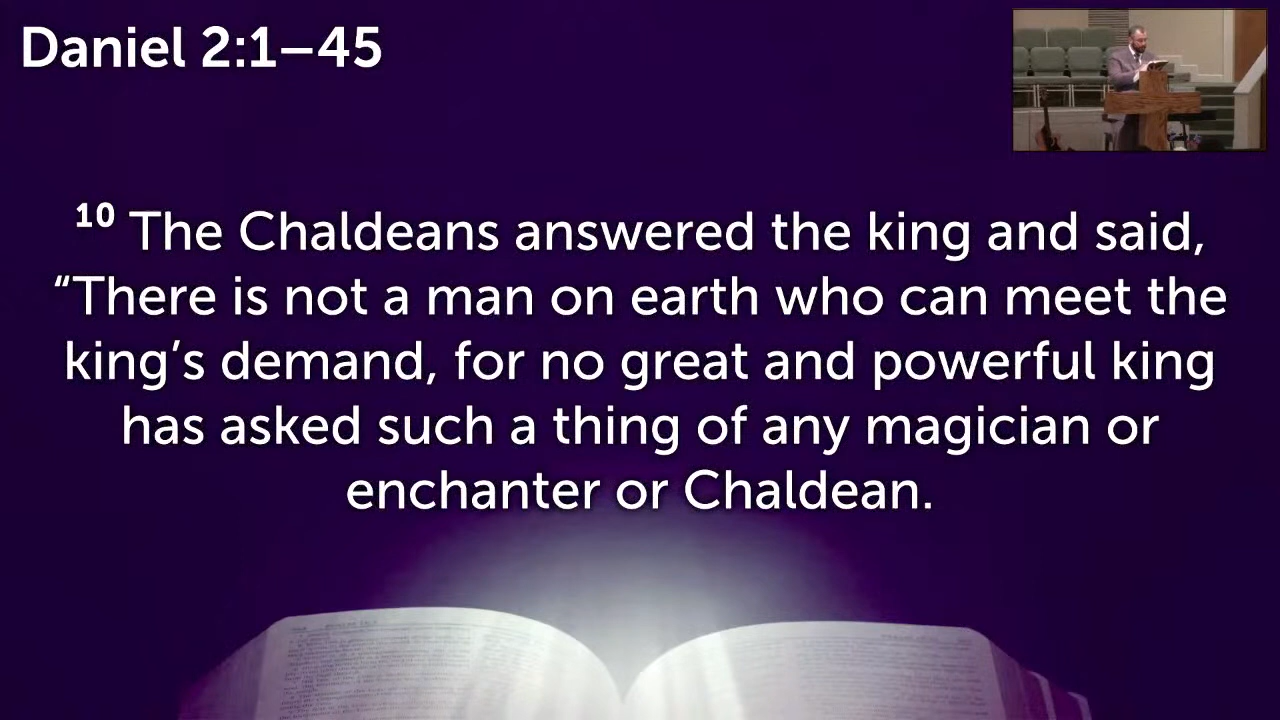 Daniel 2:1–45
10 The Chaldeans answered the king and said,
“There is not a man on earth who can meet the
king’s demand, for no great and powerful king
has asked such a thing of any magician or
enchanter or Chaldean.